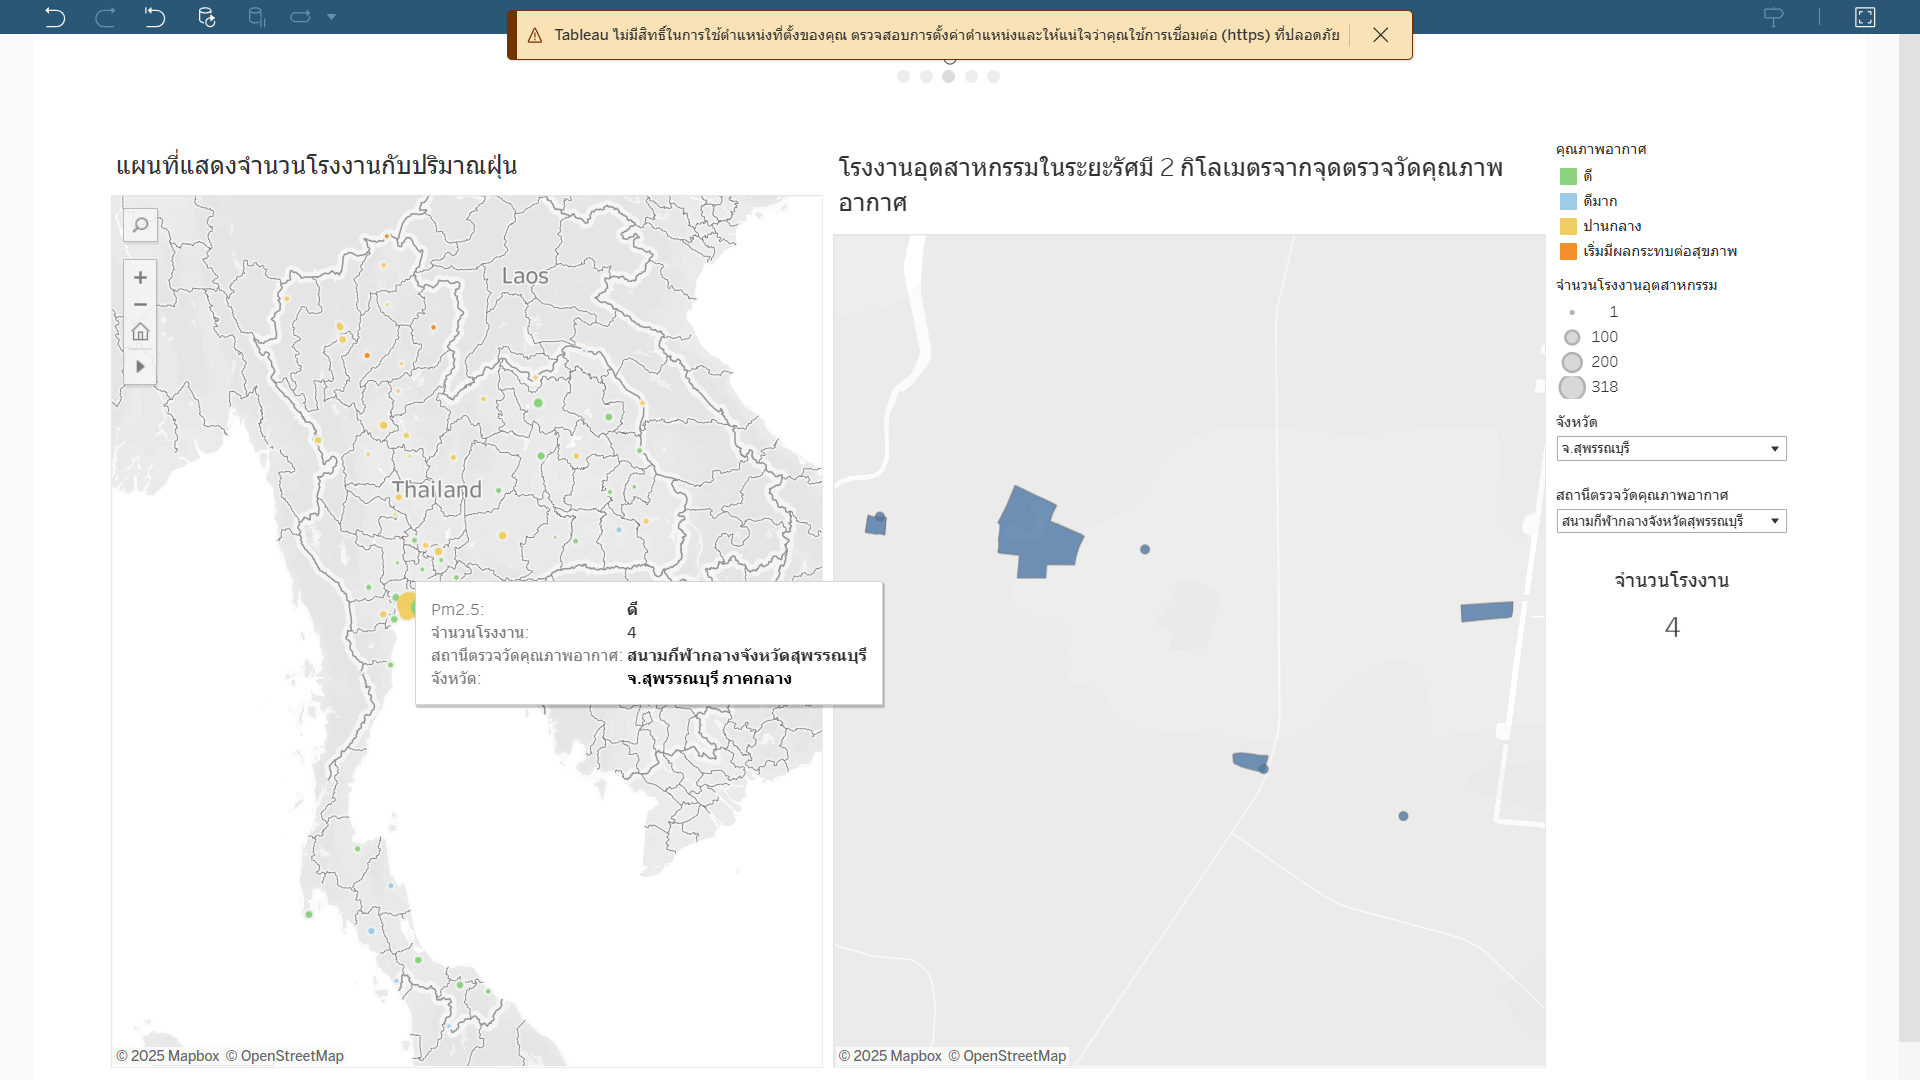 Tableau ไม่มีสิทธิ์ในการใช้ตำแหน่งที่ตั้งของคุณ ตรวจสอบการตั้งค่าตำแหน่งและให้แน่ใจว่าคุณใช้การเชื่อมต่อ (https) ที่ปลอดภัย
แผนที่แสดงจำนวนโรงงานกับปริมาณฝุ่น
Laos
Thailand
Pm2.5: ดี
จำนวนโรงงาน: 4
สถานีตรวจวัดคุณภาพอากาศ: สนามกีฬากลางจังหวัดสุพรรณบุรี
จังหวัด: จ.สุพรรณบุรี ภาคกลาง
© 2025 Mapbox © OpenStreetMap
โรงงานอุตสาหกรรมในระยะรัศมี 2 กิโลเมตรจากจุดตรวจวัดคุณภาพ
อากาศ
© 2025 Mapbox © OpenStreetMap
คุณภาพอากาศ
ดี
ดีมาก
ปานกลาง
เริ่มมีผลกระทบต่อสุขภาพ
จำนวนโรงงานอุตสาหกรรม
1
100
200
318
จังหวัด
จ.สุพรรณบุรี
สถานีตรวจวัดคุณภาพอากาศ
สนามกีฬากลางจังหวัดสุพรรณบุรี
จำนวนโรงงาน
4